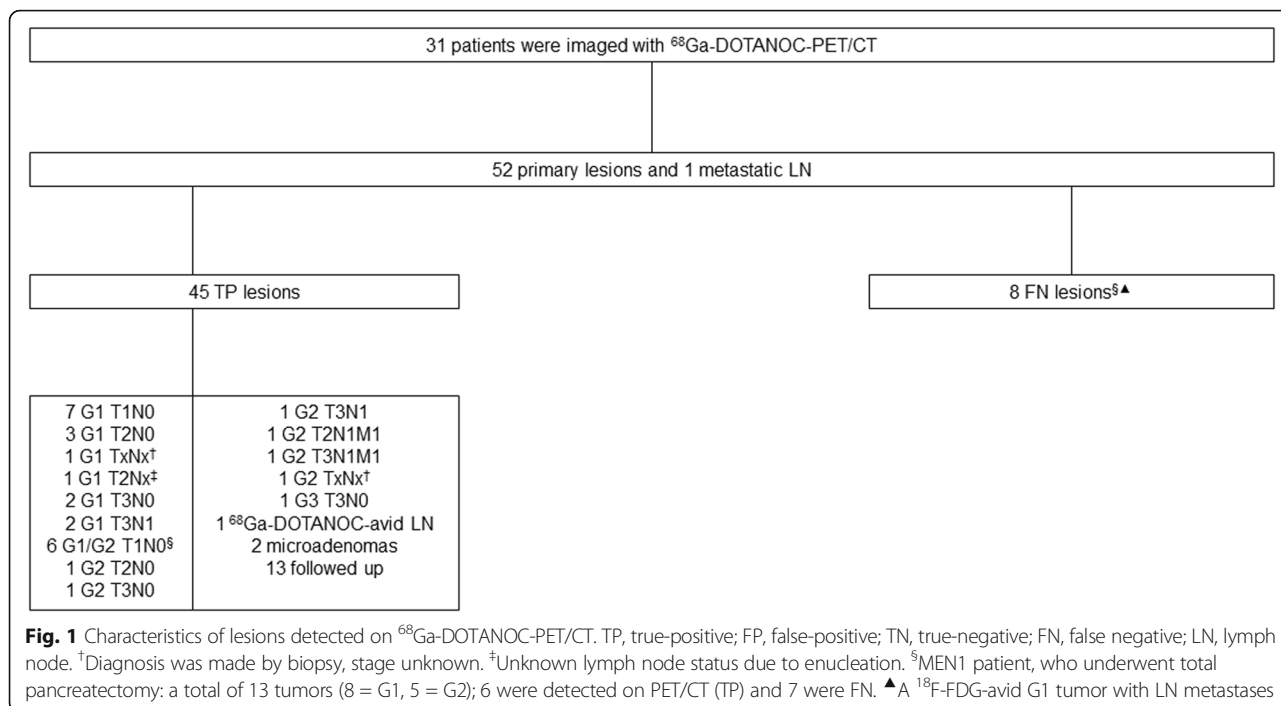 31 patients were imaged with ⁶⁸Ga-DOTANOC-PET/CT
52 primary lesions and 1 metastatic LN
45 TP lesions
8 FN lesions§▲
7 G1 T1N0
3 G1 T2N0
1 G1 TxNx†
1 G1 T2Nx‡
2 G1 T3N0
2 G1 T3N1
6 G1/G2 T1N0§
1 G2 T2N0
1 G2 T3N0
1 G2 T3N1
1 G2 T2N1M1
1 G2 T3N1M1
1 G2 TxNx†
1 G3 T3N0
1 ⁶⁸Ga-DOTANOC-avid LN
2 microadenomas
13 followed up
Fig. 1 Characteristics of lesions detected on ⁶⁸Ga-DOTANOC-PET/CT. TP, true-positive; FP, false-positive; TN, true-negative; FN, false negative; LN, lymph
node. †Diagnosis was made by biopsy, stage unknown. ‡Unknown lymph node status due to enucleation. §MEN1 patient, who underwent total
pancreatectomy: a total of 13 tumors (8 = G1, 5 = G2); 6 were detected on PET/CT (TP) and 7 were FN. ▲A ¹⁸F-FDG-avid G1 tumor with LN metastases